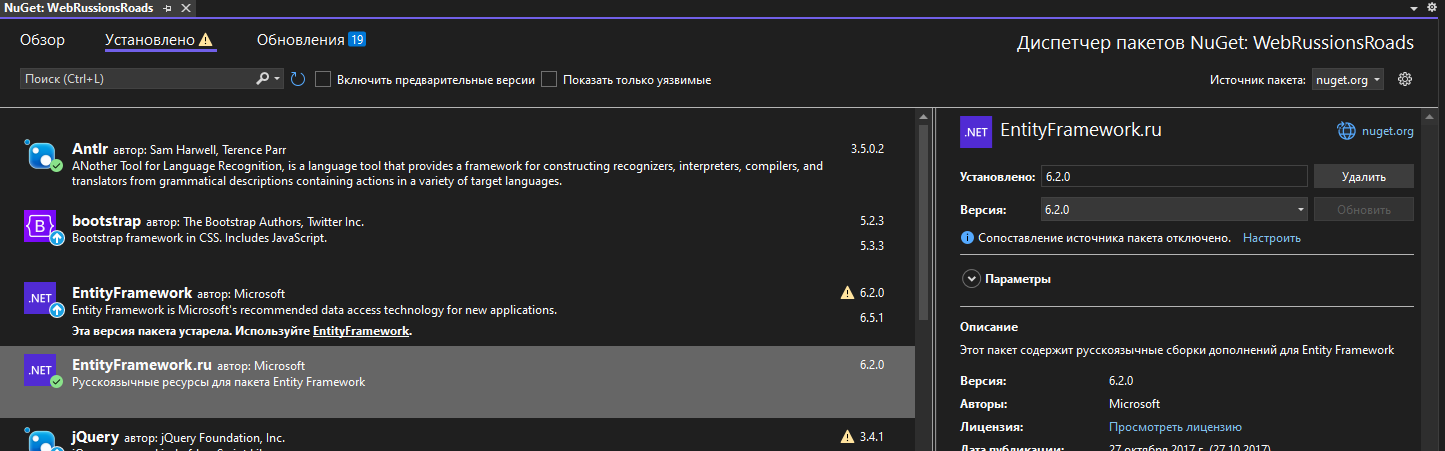 NuGet: WebRussionsRoads
Обзор
Установлено
Обновления 19
Диспетчер пакетов NuGet: WebRussionsRoads
Поиск (Ctrl+L)
Включить предварительные версии
Показать только уязвимые
Источник пакета: nuget.org
Antlr автор: Sam Harwell, Terence Parr
3.5.0.2
ANother Tool for Language Recognition, is a language tool that provides a framework for constructing recognizers, interpreters, compilers, and
translators from grammatical descriptions containing actions in a variety of target languages.
bootstrap автор: The Bootstrap Authors, Twitter Inc.
5.2.3
Bootstrap framework in CSS. Includes JavaScript.
5.3.3
.NET
EntityFramework автор: Microsoft
6.2.0
Entity Framework is Microsoft's recommended data access technology for new applications.
6.5.1
Эта версия пакета устарела. Используйте EntityFramework.
.NET
EntityFramework.ru автор: Microsoft
6.2.0
Русскоязычные ресурсы для пакета Entity Framework
jQuery автор: jQuery Foundation, Inc.
3.4.1
.NET
EntityFramework.ru
nuget.org
Установлено: 6.2.0
Удалить
Версия: 6.2.0
Обновить
Сопоставление источника пакета отключено. Настроить
Параметры
Описание
Этот пакет содержит русскоязычные сборки дополнений для Entity Framework
Версия: 6.2.0
Авторы: Microsoft
Лицензия: Просмотреть лицензию
Дата публикации: 27 октября 2017 г. (27.10.2017)